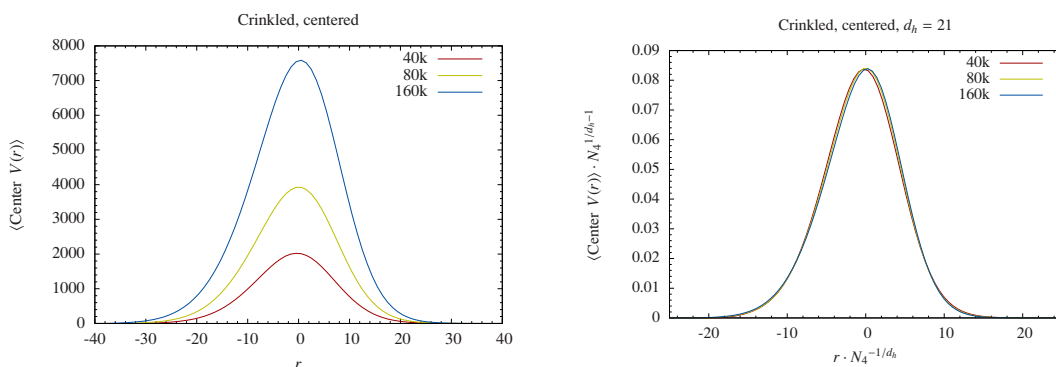 Crinkled, centered
8000
7000
6000
5000
4000
3000
2000
1000
0
-40 -30 -20 -10 0 10 20 30 40
⟨Center V(r)⟩
r
40k
80k
160k
Crinkled, centered, d_h = 21
0.09
0.08
0.07
0.06
0.05
0.04
0.03
0.02
0.01
0
-20 -10 0 10 20
⟨Center V(r)⟩ · N_4^{1/d_h-1}
r · N_4^{-1/d_h}
40k
80k
160k